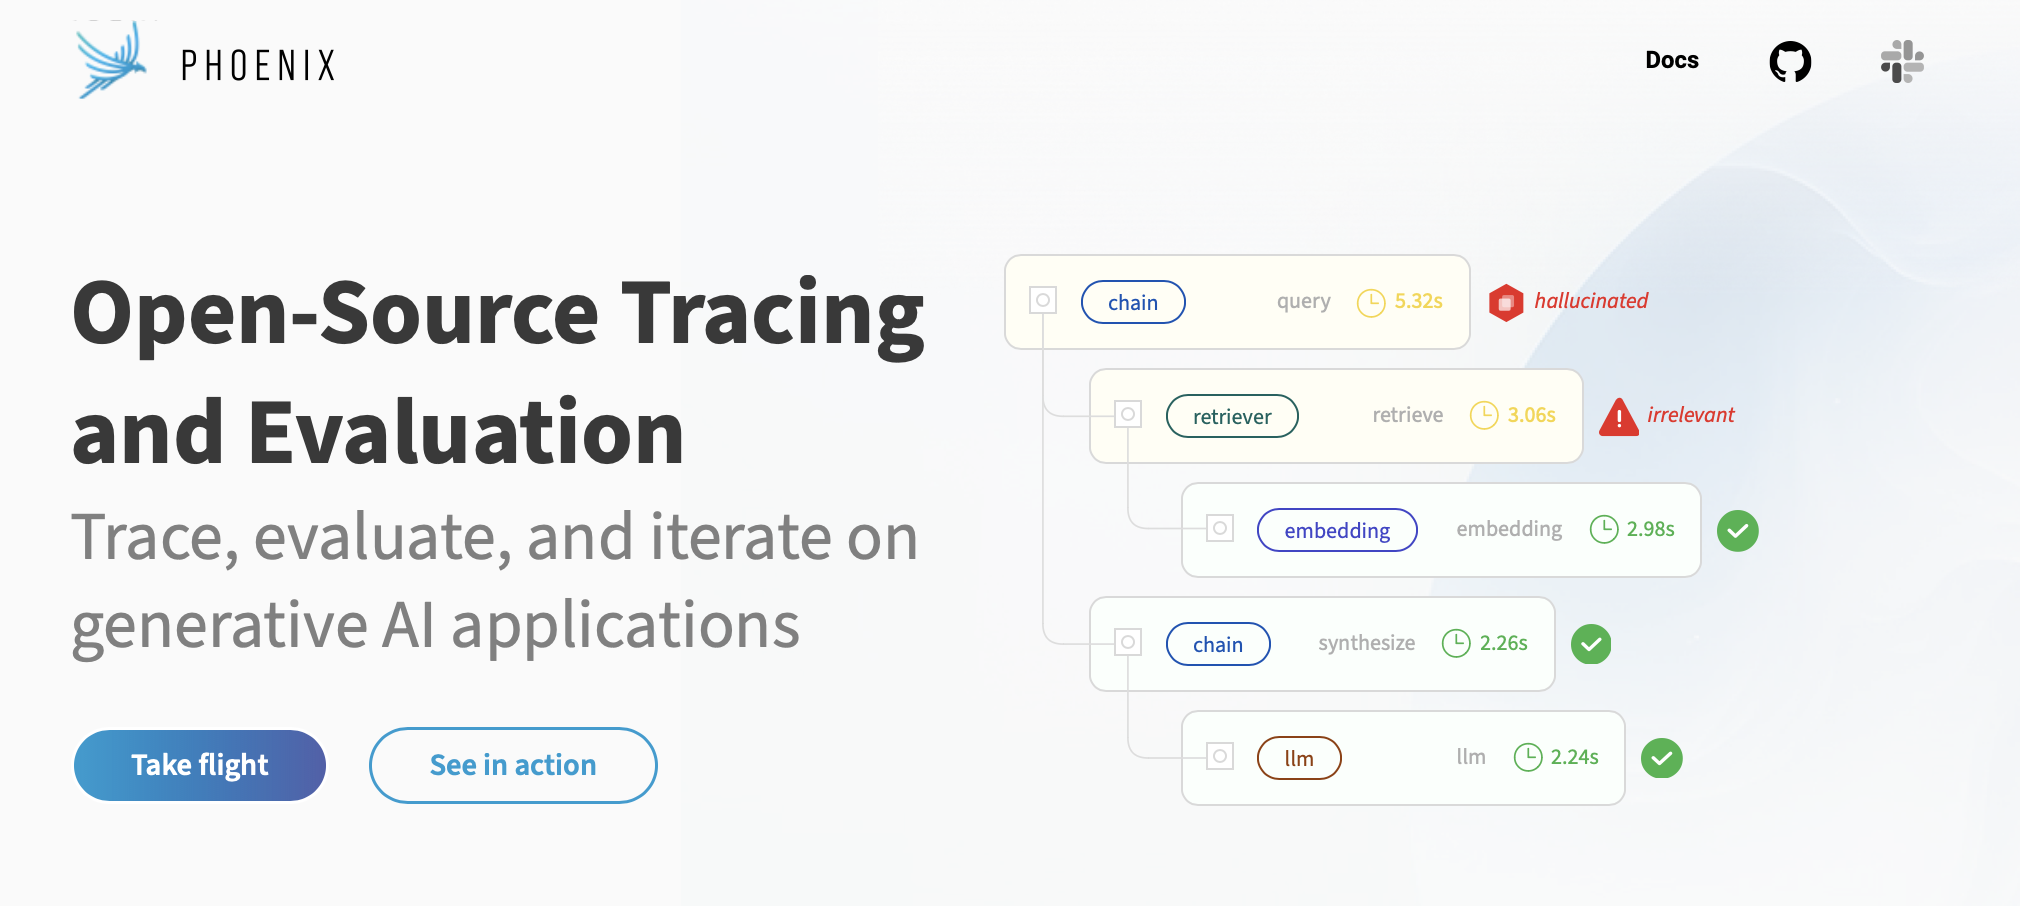 PHOENIX
Docs
Open-Source Tracing
and Evaluation
Trace, evaluate, and iterate on
generative AI applications
Take flight
See in action
chain query 5.32s hallucinated
retriever retrieve 3.06s irrelevant
embedding embedding 2.98s
chain synthesize 2.26s
llm llm 2.24s